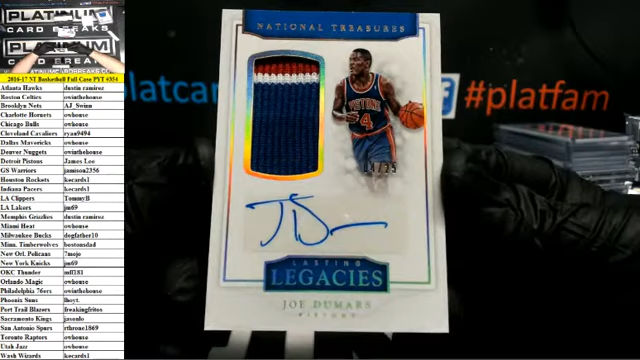 PLATINUM
CARD BREAKS
PLATINUM
CARD BREAKS
2016-17 NT Basketball Full Case PYT #354
Atlanta Hawks dustin ramirez
Boston Celtics owinthehouse
Brooklyn Nets AJ_Swinn
Charlotte Hornets owhouse
Chicago Bulls owhouse
Cleveland Cavaliers ryan9494
Dallas Mavericks owhouse
Denver Nuggets owinthehouse
Detroit Pistons James Lee
GS Warriors jamison2356
Houston Rockets kecards1
Indiana Pacers kecards1
LA Clippers TommyB
LA Lakers jm69
Memphis Grizzlies dustin ramirez
Miami Heat owhouse
Milwaukee Bucks dogfather10
Minn. Timberwolves bostonsdad
New Orl. Pelicans 7mojo
New York Knicks jm69
OKC Thunder mfl181
Orlando Magic owhouse
Philadelphia 76ers owinthehouse
Phoenix Suns lhoyt.
Port Trail Blazers freakingfritos
Sacramento Kings jasonlo
San Antonio Spurs rthrone1869
Toronto Raptors owhouse
Utah Jazz owhouse
Wash Wizards kecards1
platcar
#platfam
NATIONAL TREASURES
PISTONS
4
LASTING
LEGACIES
JOE DUMARS
PISTONS